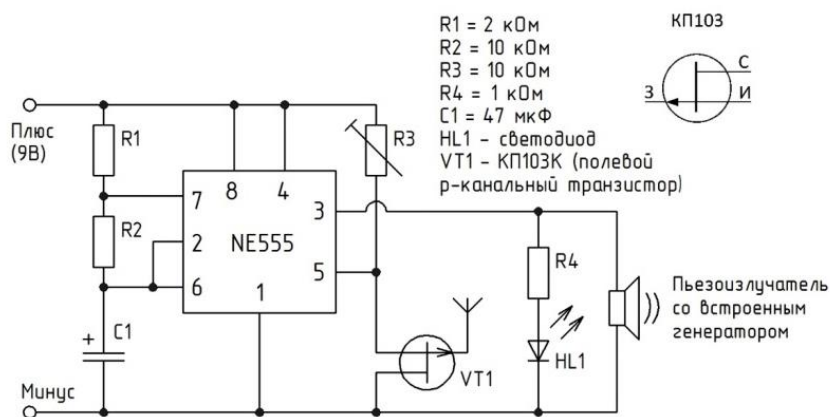 R1 = 2 кОм
R2 = 10 кОм
R3 = 10 кОм
R4 = 1 кОм
C1 = 47 мкФ
HL1 - светодиод
VT1 - КП103К (полевой
p-канальный транзистор)
КП103
С
З
И
Плюс
(9В)
R1
R2
C1
Минус
7
8
4
2
6
NE555
3
5
1
R3
VT1
R4
HL1
Пьезоизлучатель
со встроенным
генератором
+